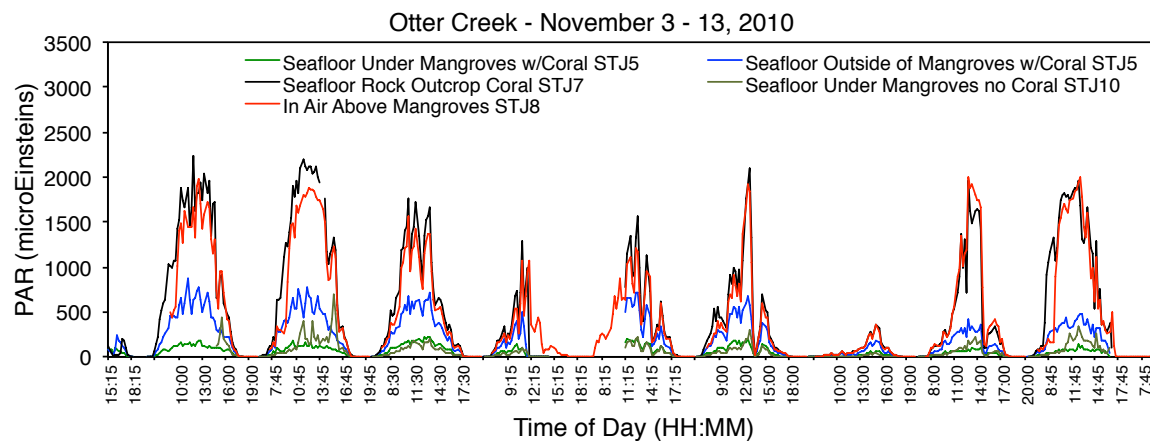 Otter Creek - November 3 - 13, 2010
3500
3000
2500
2000
1500
1000
500
0
PAR (microEinsteins)
Seafloor Under Mangroves w/Coral STJ5
Seafloor Outside of Mangroves w/Coral STJ5
Seafloor Rock Outcrop Coral STJ7
Seafloor Under Mangroves no Coral STJ10
In Air Above Mangroves STJ8
15:15 18:15 10:00 13:00 16:00 19:00 7:45 10:45 13:45 16:45 19:45 8:30 11:30 14:30 17:30 9:15 12:15 15:15 18:15 8:15 11:15 14:15 17:15 9:00 12:00 15:00 18:00 10:00 13:00 16:00 19:00 8:00 11:00 14:00 17:00 20:00 8:45 11:45 14:45 17:45 7:45
Time of Day (HH:MM)